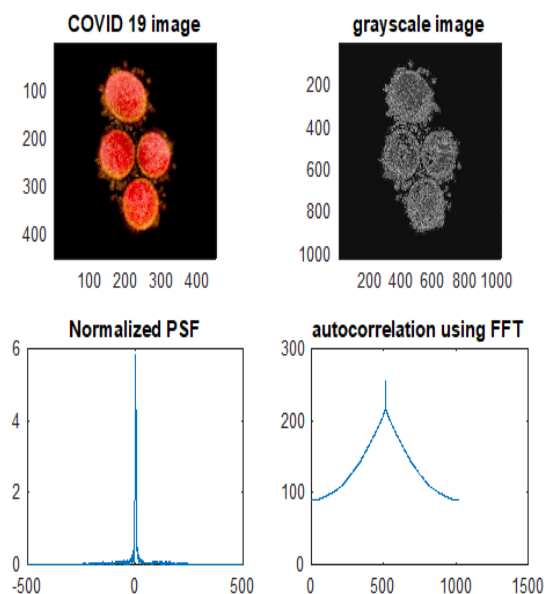 COVID 19 image
100
200
300
400
100 200 300 400
grayscale image
200
400
600
800
1000
200 400 600 800 1000
Normalized PSF
6
4
2
0
-500 0 500
autocorrelation using FFT
300
200
100
0
0 500 1000 1500